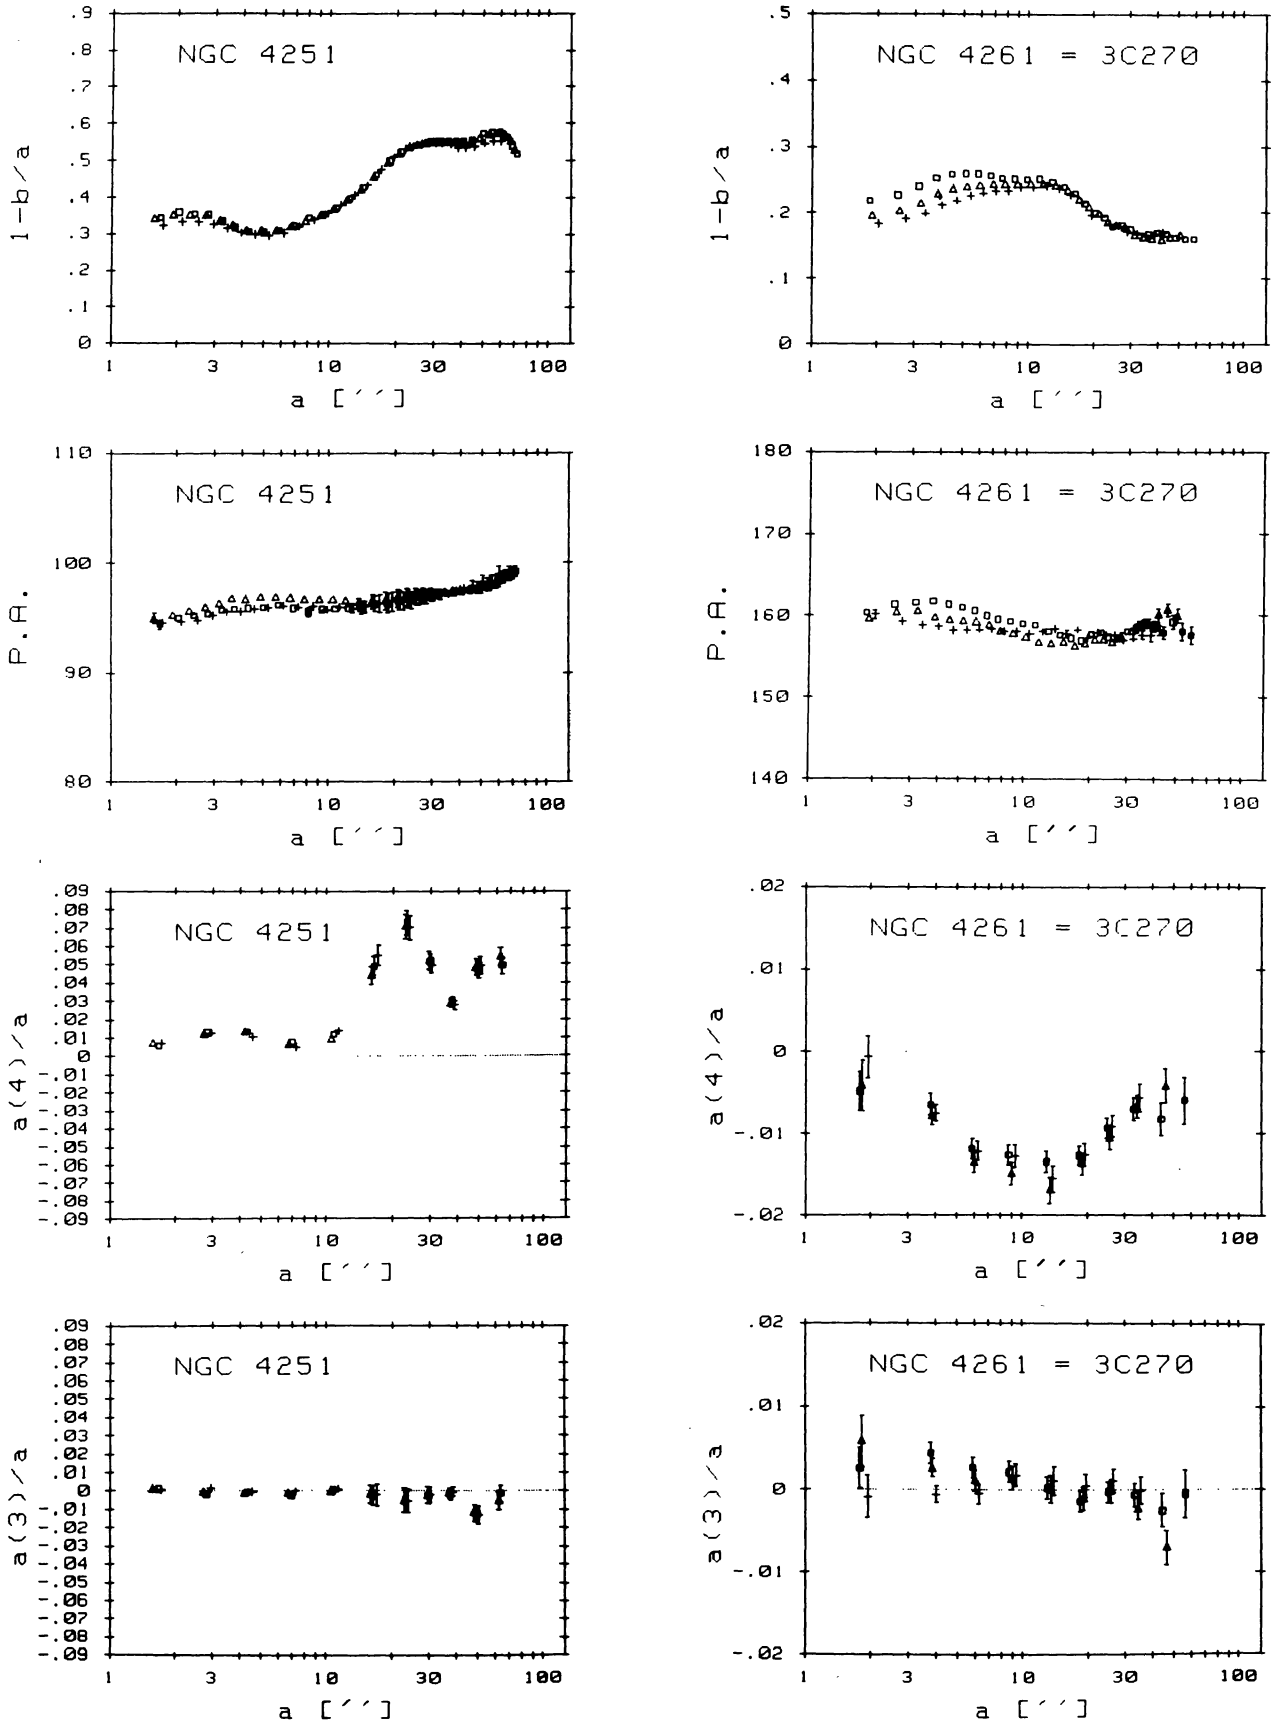 1-b/a
.9
.8
.7
.6
.5
.4
.3
.2
.1
0
NGC 4251
1 3 10 30 100
a [′′]
1-b/a
.5
.4
.3
.2
.1
0
NGC 4261 = 3C270
1 3 10 30 100
a [′′]
P.A.
110
100
90
80
NGC 4251
1 3 10 30 100
a [′′]
P.A.
180
170
160
150
140
NGC 4261 = 3C270
1 3 10 30 100
a [′′]
a(4)/a
.09
.08
.07
.06
.05
.04
.03
.02
.01
0
-.01
-.02
-.03
-.04
-.05
-.06
-.07
-.08
-.09
NGC 4251
1 3 10 30 100
a [′′]
a(4)/a
.02
.01
0
-.01
-.02
NGC 4261 = 3C270
1 3 10 30 100
a [′′]
a(3)/a
.09
.08
.07
.06
.05
.04
.03
.02
.01
0
-.01
-.02
-.03
-.04
-.05
-.06
-.07
-.08
-.09
NGC 4251
1 3 10 30 100
a [′′]
a(3)/a
.02
.01
0
-.01
-.02
NGC 4261 = 3C270
1 3 10 30 100
a [′′]